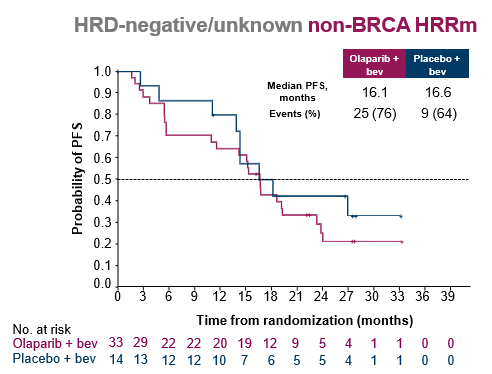 HRD-negative/unknown non-BRCA HRRm
Olaparib + bev Placebo + bev
Median PFS, months 16.1 16.6
Events (%) 25 (76) 9 (64)
Probability of PFS
1.0
0.9
0.8
0.7
0.6
0.5
0.4
0.3
0.2
0.1
0.0
0 3 6 9 12 15 18 21 24 27 30 33 36 39
Time from randomization (months)
No. at risk
Olaparib + bev 33 29 22 22 20 19 12 9 5 4 1 1 0 0
Placebo + bev 14 13 12 12 10 7 6 5 5 4 1 1 0 0